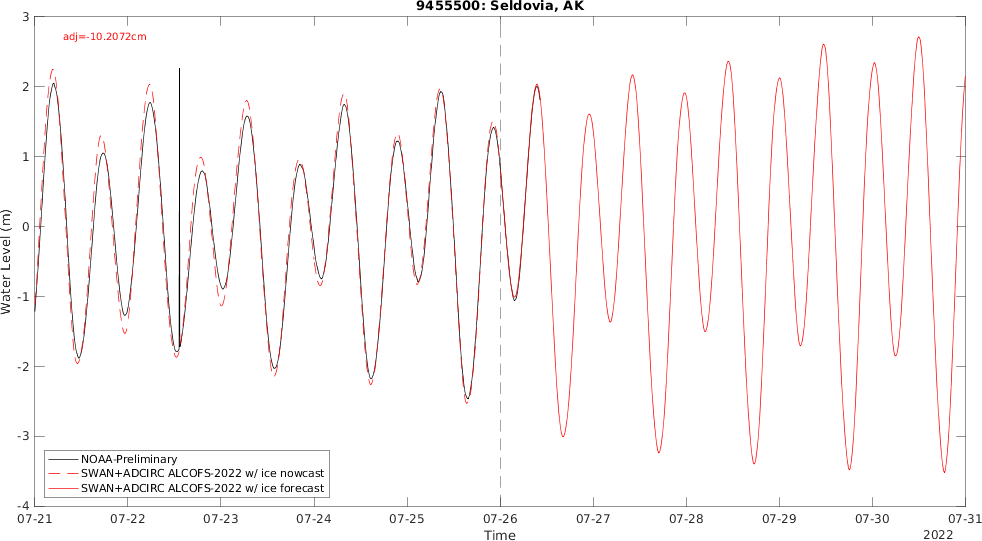 9455500: Seldovia, AK
adj=-10.2072cm
3
2
1
0
-1
-2
-3
-4
Water Level (m)
NOAA-Preliminary
SWAN+ADCIRC ALCOFS-2022 w/ ice nowcast
SWAN+ADCIRC ALCOFS-2022 w/ ice forecast
07-21 07-22 07-23 07-24 07-25 07-26 07-27 07-28 07-29 07-30 07-31
Time
2022